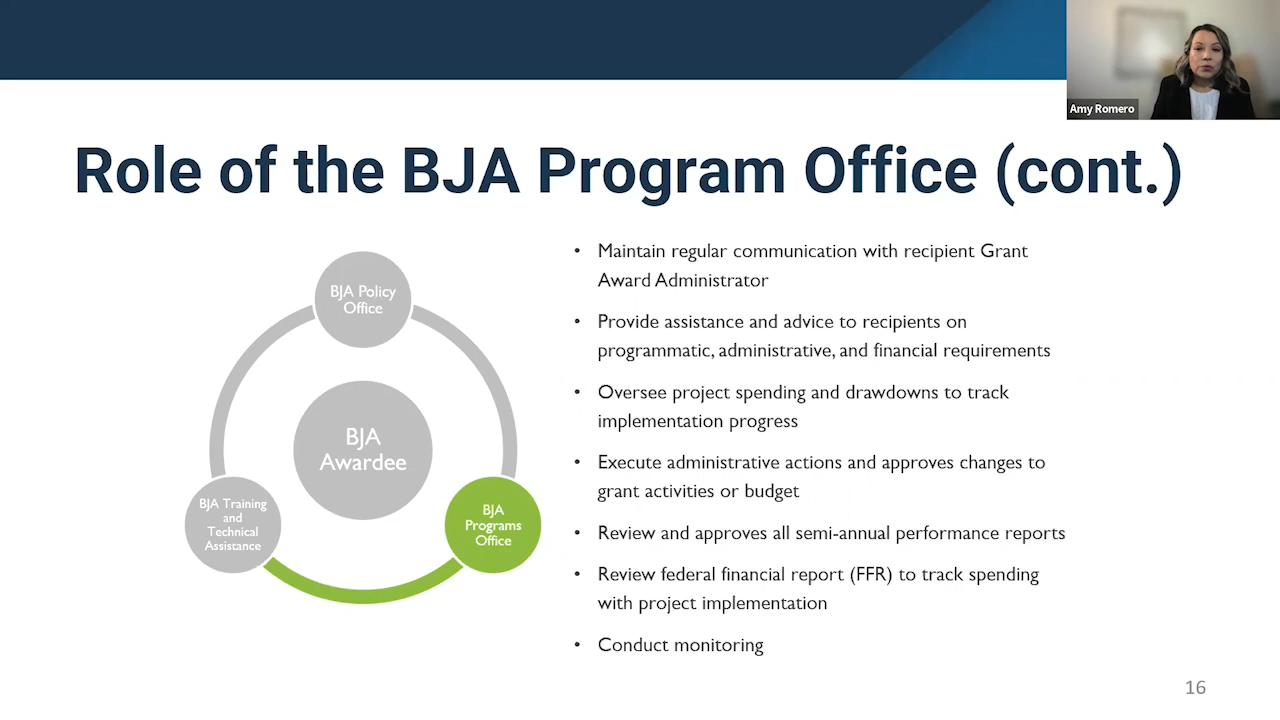 Amy Romero
Role of the BJA Program Office (cont.)
BJA Policy
Office
BJA
Awardee
BJA Training
and
Technical
Assistance
BJA
Programs
Office
• Maintain regular communication with recipient Grant
Award Administrator
• Provide assistance and advice to recipients on
programmatic, administrative, and financial requirements
• Oversee project spending and drawdowns to track
implementation progress
• Execute administrative actions and approves changes to
grant activities or budget
• Review and approves all semi-annual performance reports
• Review federal financial report (FFR) to track spending
with project implementation
• Conduct monitoring
16